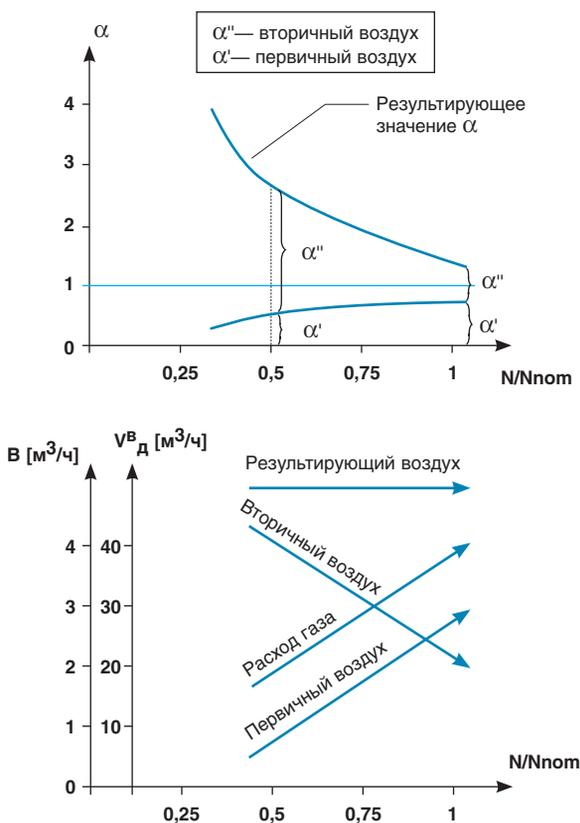 α
α" — вторичный воздух
α' — первичный воздух
4
Результирующее
значение α
3
2
α"
1
α"
α'
α'
0
0,25 0,5 0,75 1 N/Nnom
B [м³/ч] Vᴮд [м³/ч]
Результирующий воздух
Вторичный воздух
4 40
3 30
Расход газа
2 20
Первичный воздух
1 10
N/Nnom
0
0,25 0,5 0,75 1